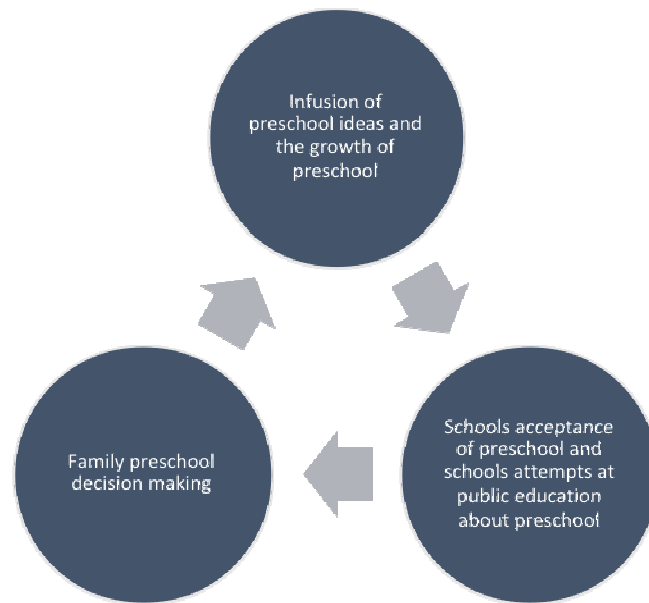 Infusion of
preschool ideas and
the growth of
preschool
Schools acceptance
of preschool and
schools attempts at
public education
about preschool
Family preschool
decision making